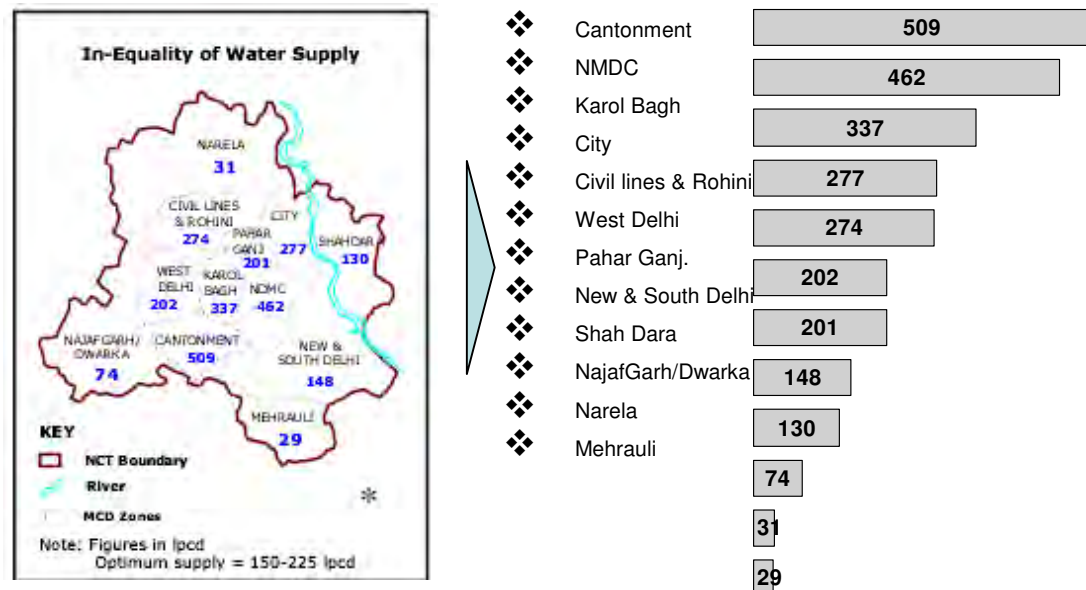 In-Equality of Water Supply
NARELA
31
CIVIL LINES
& ROHINI
274
CITY
277
PAHAR
GANJ
201
SHAHDAR
130
WEST
DELHI
202
KAROL
BAGH
337
NDMC
462
NAJAFGARH/
DWARKA
74
CANTONMENT
509
NEW &
SOUTH DELHI
148
MEHRAULI
29
KEY
NCT Boundary
River
MCD Zones
*
Note: Figures in lpcd
Optimum supply = 150-225 lpcd
❖ Cantonment
❖ NMDC
❖ Karol Bagh
❖ City
❖ Civil lines & Rohini
❖ West Delhi
❖ Pahar Ganj.
❖ New & South Delhi
❖ Shah Dara
❖ NajafGarh/Dwarka
❖ Narela
❖ Mehrauli
509
462
337
277
274
202
201
148
130
74
31
29